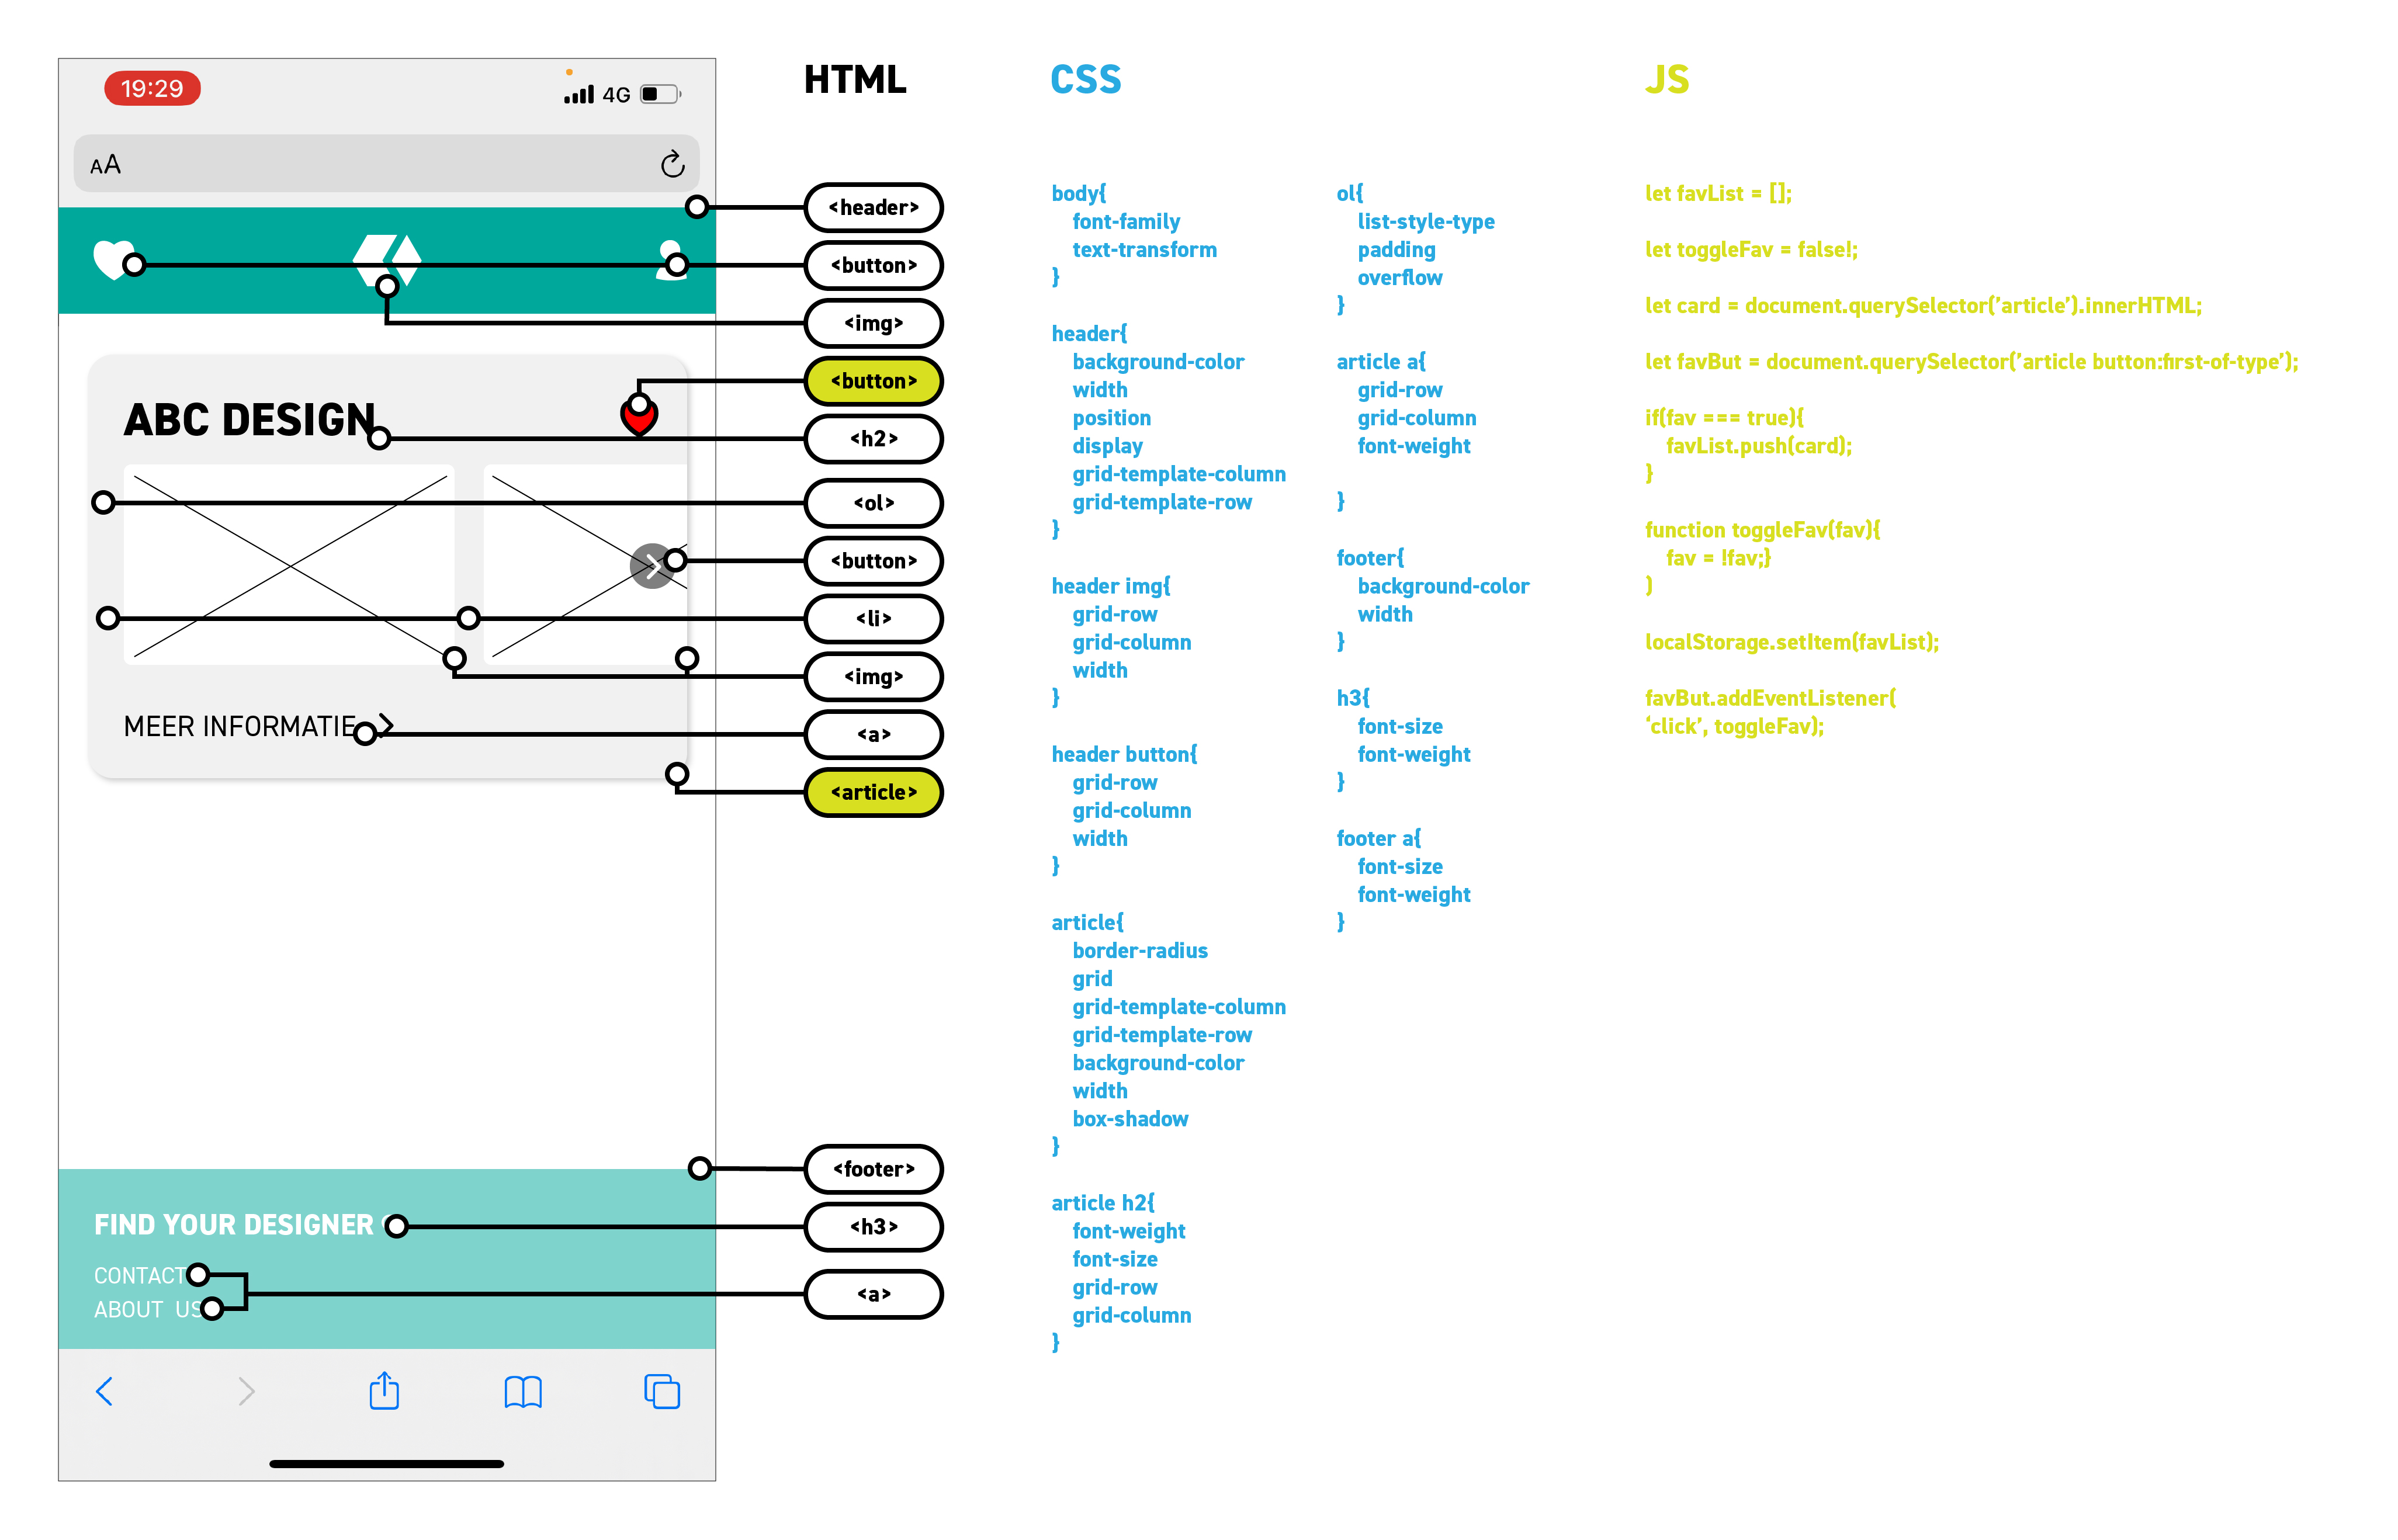 19:29
4G
AA
ABC DESIGN
MEER INFORMATIE
FIND YOUR DESIGNER
CONTACT
ABOUT US
HTML
<header>
<button>
<img>
<button>
<h2>
<ol>
<button>
<li>
<img>
<a>
<article>
<footer>
<h3>
<a>
CSS
body{
font-family
text-transform
}
header{
background-color
width
position
display
grid-template-column
grid-template-row
}
header img{
grid-row
grid-column
width
}
header button{
grid-row
grid-column
width
}
article{
border-radius
grid
grid-template-column
grid-template-row
background-color
width
box-shadow
}
article h2{
font-weight
font-size
grid-row
grid-column
}
ol{
list-style-type
padding
overflow
}
article a{
grid-row
grid-column
font-weight
}
footer{
background-color
width
}
h3{
font-size
font-weight
}
footer a{
font-size
font-weight
}
JS
let favList = [];
let toggleFav = false!;
let card = document.querySelector(’article’).innerHTML;
let favBut = document.querySelector(’article button:first-of-type’);
if(fav === true){
favList.push(card);
}
function toggleFav(fav){
fav = !fav;}
)
localStorage.setItem(favList);
favBut.addEventListener(
‘click’, toggleFav);